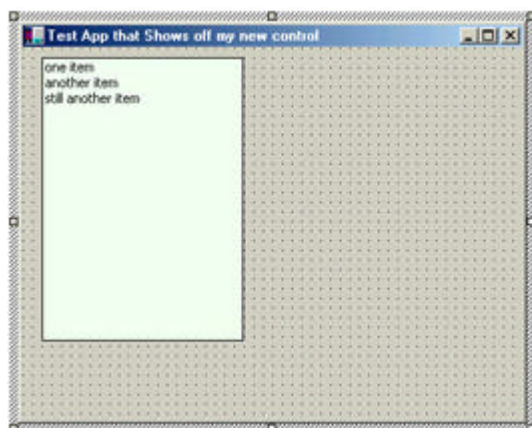 Test App that Shows off my new control
one item
another item
still another item